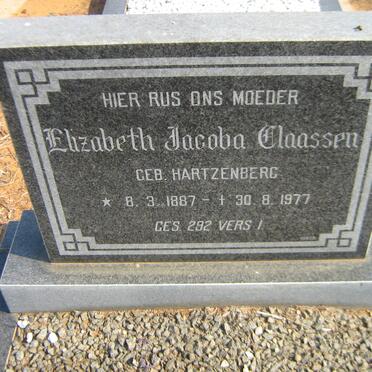 HIER RUS ONS MOEDER
Elizabeth Jacoba Claassen
GEB. HARTZENBERG
* 8. 3. 1887 - † 30. 8. 1977
GES. 292 VERS 1